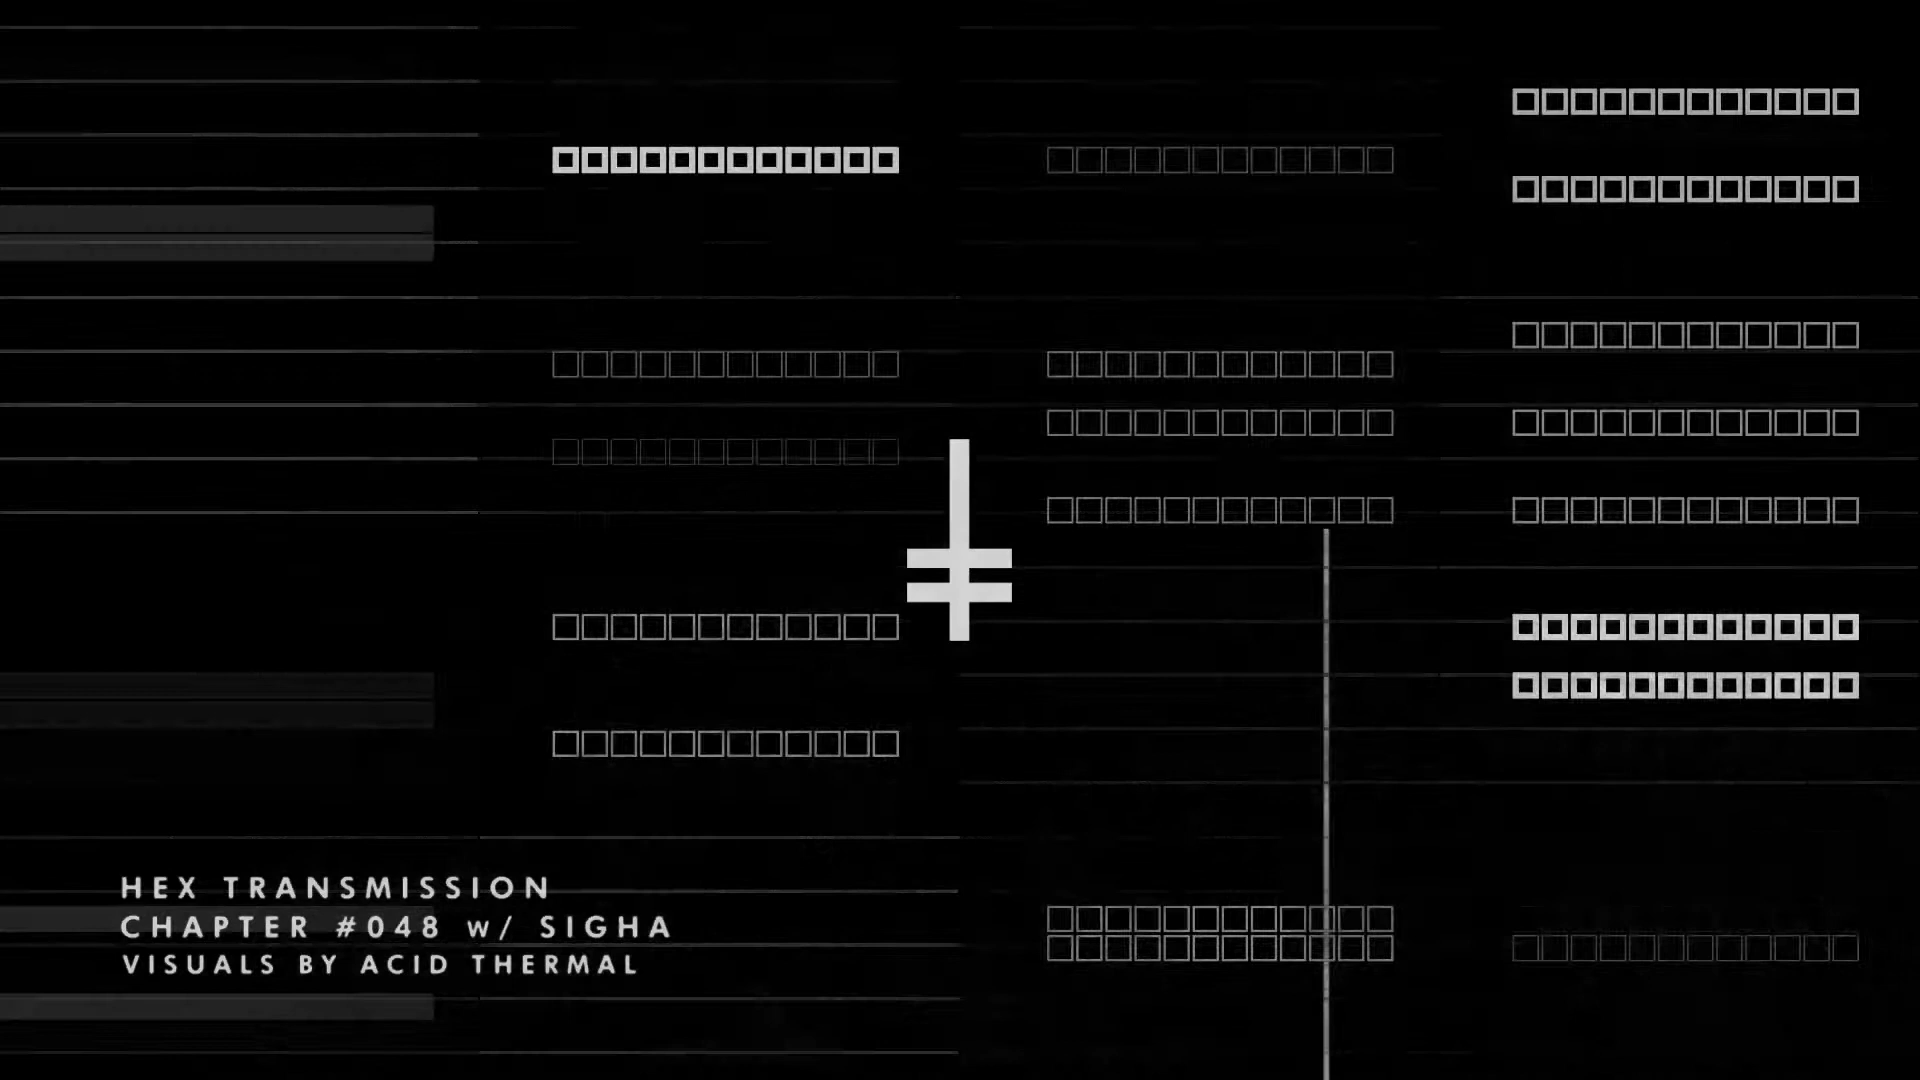 HEX TRANSMISSION
CHAPTER #048 w/ SIGHA
VISUALS BY ACID THERMAL